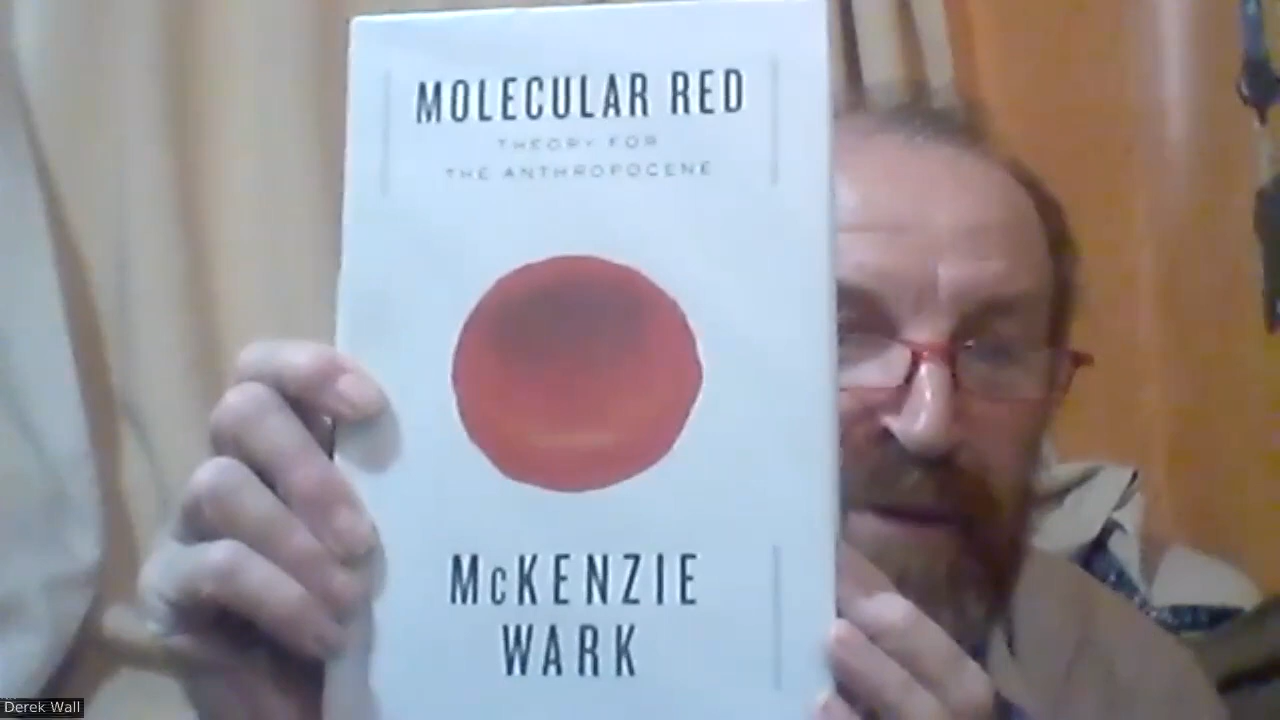 MOLECULAR RED
THEORY FOR
THE ANTHROPOCENE
McKENZIE
WARK
Derek Wall